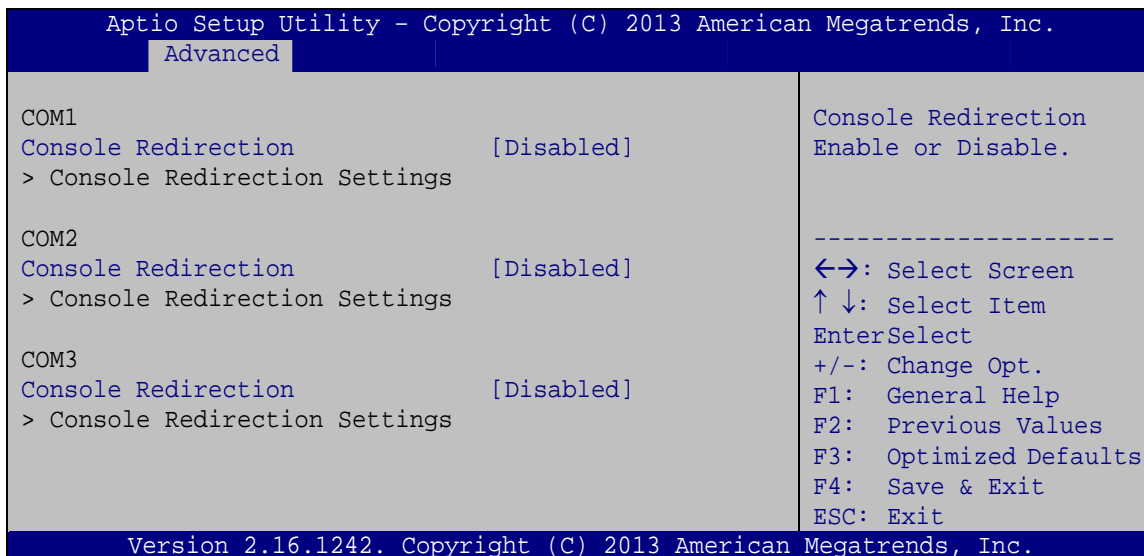 Aptio Setup Utility – Copyright (C) 2013 American Megatrends, Inc.
Advanced
COM1
Console Redirection [Disabled]
> Console Redirection Settings
COM2
Console Redirection [Disabled]
> Console Redirection Settings
COM3
Console Redirection [Disabled]
> Console Redirection Settings
Console Redirection
Enable or Disable.
---------------------
←→: Select Screen
↑ ↓: Select Item
EnterSelect
+/-: Change Opt.
F1: General Help
F2: Previous Values
F3: Optimized Defaults
F4: Save & Exit
ESC: Exit
Version 2.16.1242. Copyright (C) 2013 American Megatrends, Inc.